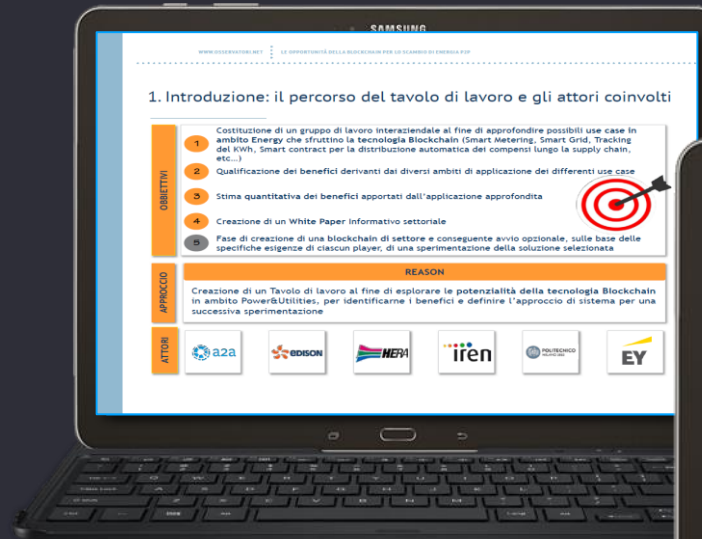 SAMSUNG
WWW.OSSERVATORI.NET LE OPPORTUNITÀ DELLA BLOCKCHAIN PER LO SCAMBIO DI ENERGIA P2P
1. Introduzione: il percorso del tavolo di lavoro e gli attori coinvolti
OBIETTIVI
1
Costituzione di un gruppo di lavoro interaziendale al fine di approfondire possibili use case in
ambito Energy che sfruttino la tecnologia Blockchain (Smart Metering, Smart Grid, Tracking
del KWh, Smart contract per la distribuzione automatica dei compensi lungo la supply chain,
etc...)
2 Qualificazione dei benefici derivanti dai diversi ambiti di applicazione dei differenti use case
3 Stima quantitativa dei benefici apportati dall'applicazione approfondita
4 Creazione di un White Paper informativo settoriale
5
Fase di creazione di una blockchain di settore e conseguente avvio opzionale, sulle base delle
specifiche esigenze di ciascun player, di una sperimentazione della soluzione selezionata
APPROCCIO
REASON
Creazione di un Tavolo di lavoro al fine di esplorare le potenzialità della tecnologia Blockchain
in ambito Power&Utilities, per identificarne i benefici e definire l'approccio di sistema per una
successiva sperimentazione
ATTORI
a2a
EDISON
HERA
iren
POLITECNICO
EY